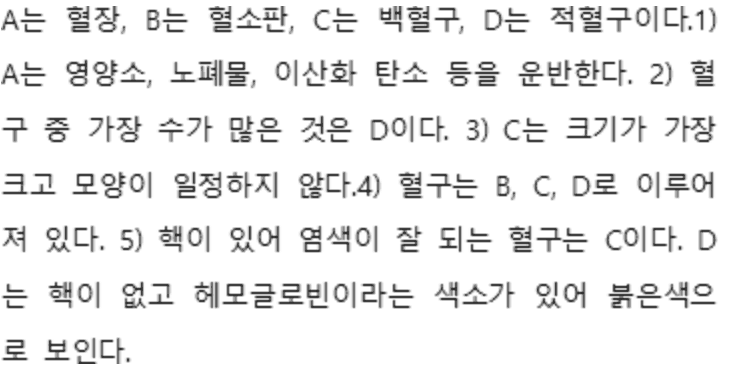 A는 혈장, B는 혈소판, C는 백혈구, D는 적혈구이다.1)
A는 영양소, 노폐물, 이산화 탄소 등을 운반한다. 2) 혈
구 중 가장 수가 많은 것은 D이다. 3) C는 크기가 가장
크고 모양이 일정하지 않다.4) 혈구는 B, C, D로 이루어
져 있다. 5) 핵이 있어 염색이 잘 되는 혈구는 C이다. D
는 핵이 없고 헤모글로빈이라는 색소가 있어 붉은색으
로 보인다.